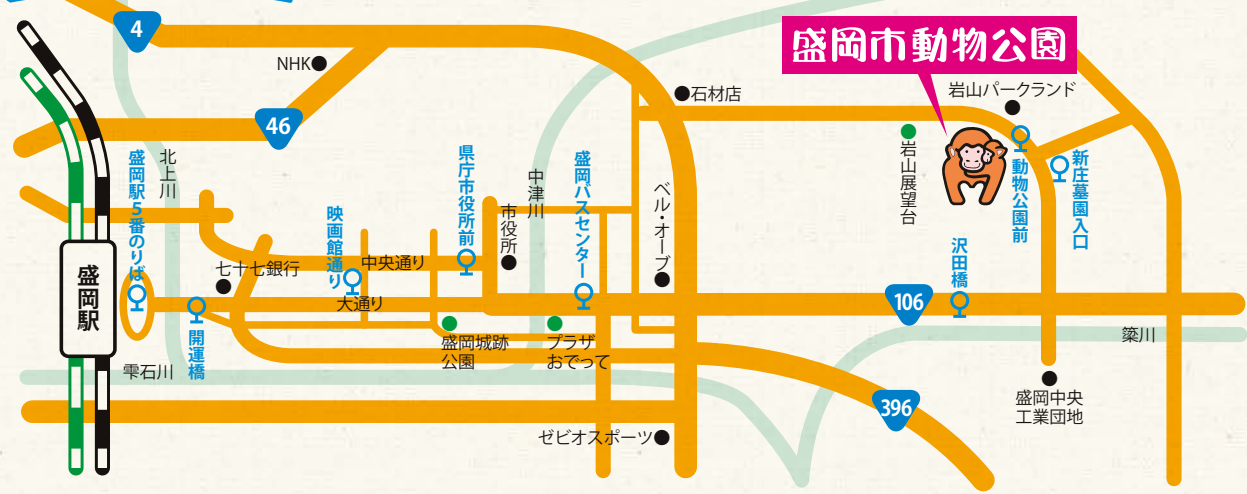 4
盛岡市動物公園
NHK
石材店
岩山パークランド
46
盛岡駅5番のりば
北上川
県庁市役所前
盛岡バスセンター
中津川
岩山展望台
動物公園前
新庄墓園入口
ベル・オーブ
市役所
映画館通り
沢田橋
盛岡駅
七十七銀行
中央通り
大通り
106
開運橋
盛岡城跡
公園
プラザ
おでって
簗川
雫石川
盛岡中央
工業団地
396
ゼビオスポーツ